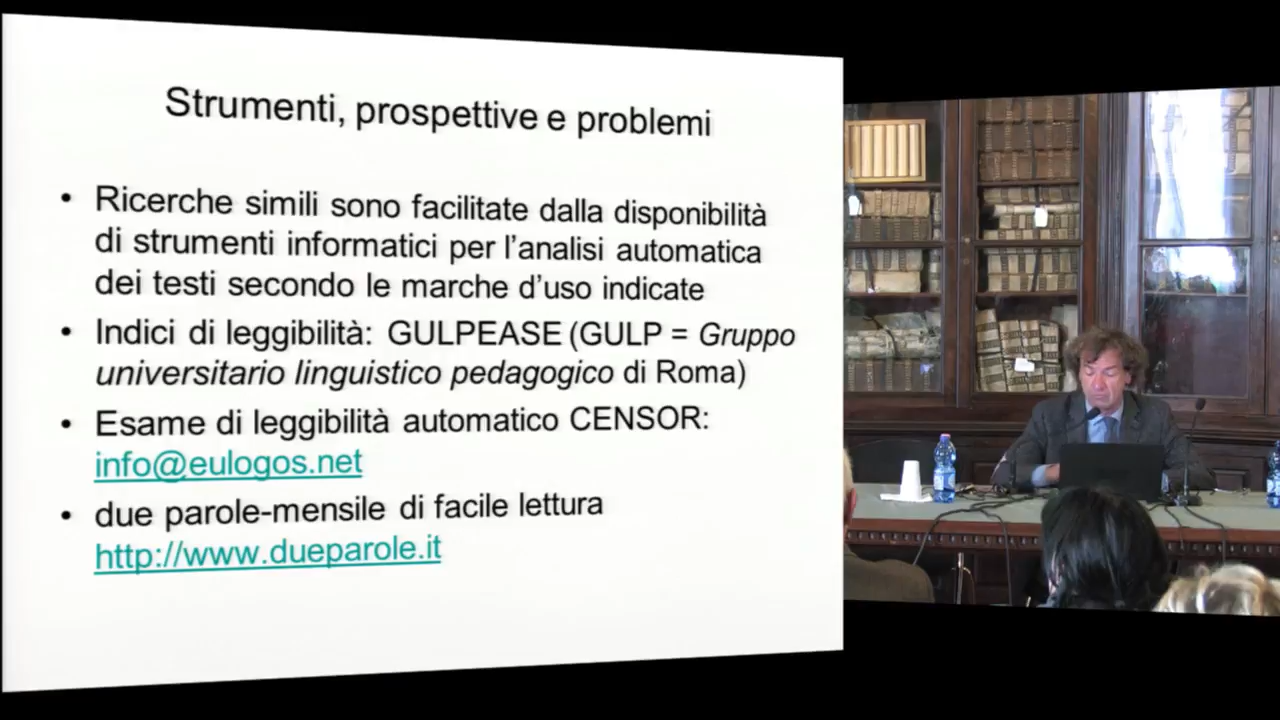 Strumenti, prospettive e problemi
• Ricerche simili sono facilitate dalla disponibilità
di strumenti informatici per l’analisi automatica
dei testi secondo le marche d’uso indicate
• Indici di leggibilità: GULPEASE (GULP = Gruppo
universitario linguistico pedagogico di Roma)
• Esame di leggibilità automatico CENSOR:
info@eulogos.net
• due parole-mensile di facile lettura
http://www.dueparole.it